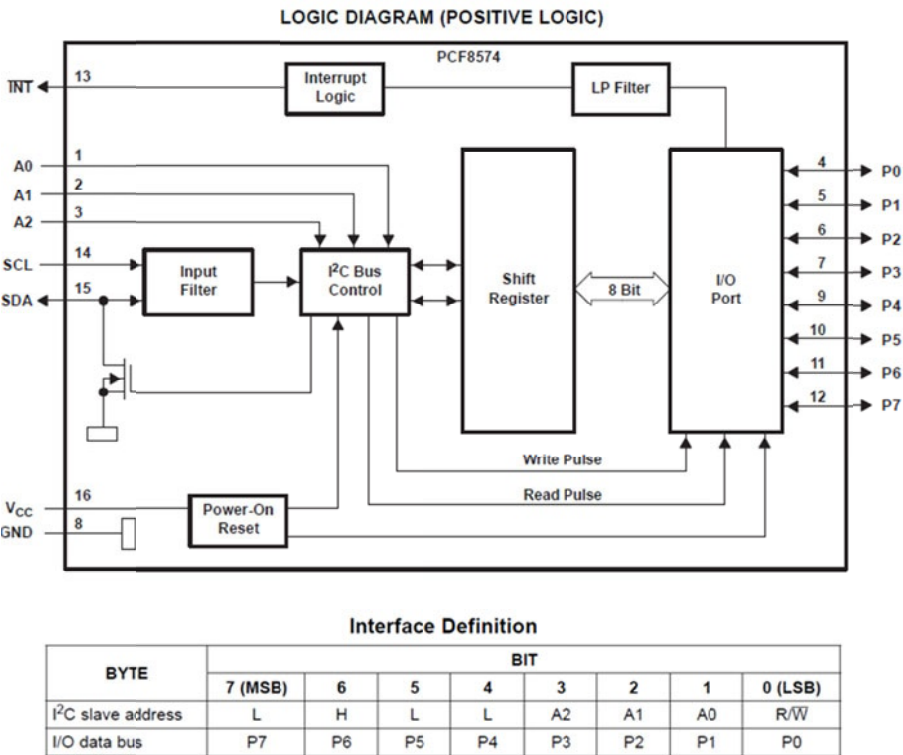 LOGIC DIAGRAM (POSITIVE LOGIC)
PCF8574
INT 13 Interrupt Logic LP Filter
A0 1
A1 2
A2 3
SCL 14
SDA 15
Input Filter
I²C Bus Control
Shift Register
8 Bit
I/O Port
4 P0
5 P1
6 P2
7 P3
9 P4
10 P5
11 P6
12 P7
Write Pulse
Read Pulse
VCC 16
GND 8
Power-On Reset
Interface Definition
BYTE BIT
7 (MSB) 6 5 4 3 2 1 0 (LSB)
I²C slave address L H L L A2 A1 A0 R/W̅
I/O data bus P7 P6 P5 P4 P3 P2 P1 P0